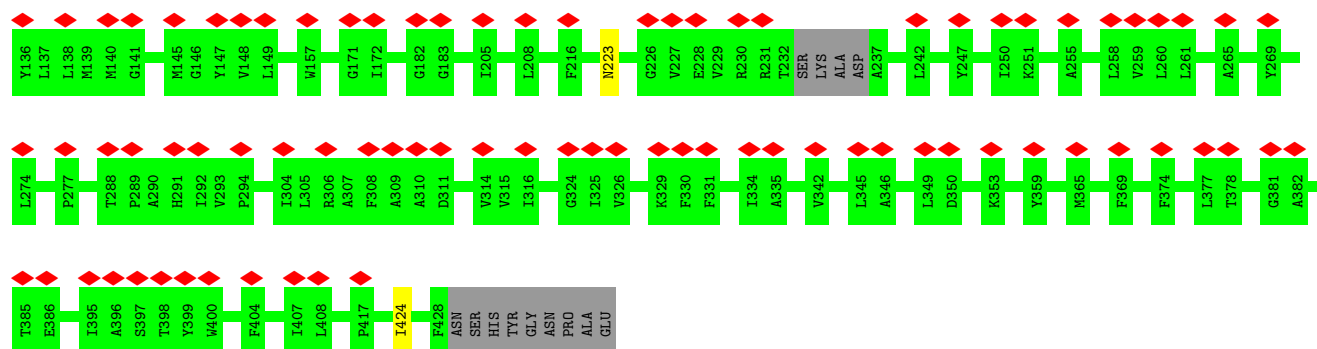 Y136 L137 L138 M139 M140 G141 M145 G146 Y147 V148 L149 W157 G171 I172 G182 G183 I205 L208 F216 N223 G226 V227 E228 V229 R230 R231 T232 SER LYS ALA ASP A237 L242 Y247 I250 K251 A255 L258 V259 L260 L261 A265 Y269
L274 P277 T288 P289 A290 H291 I292 V293 P294 I304 L305 R306 A307 F308 A309 A310 D311 V314 V315 I316 G324 I325 V326 K329 F330 F331 I334 A335 V342 L345 A346 L349 D350 K353 Y359 M365 F369 F374 L377 T378 G381 A382
T385 E386 I395 A396 S397 T398 Y399 W400 F404 I407 L408 P417 I424 F428 ASN SER HIS TYR GLY ASN PRO ALA GLU